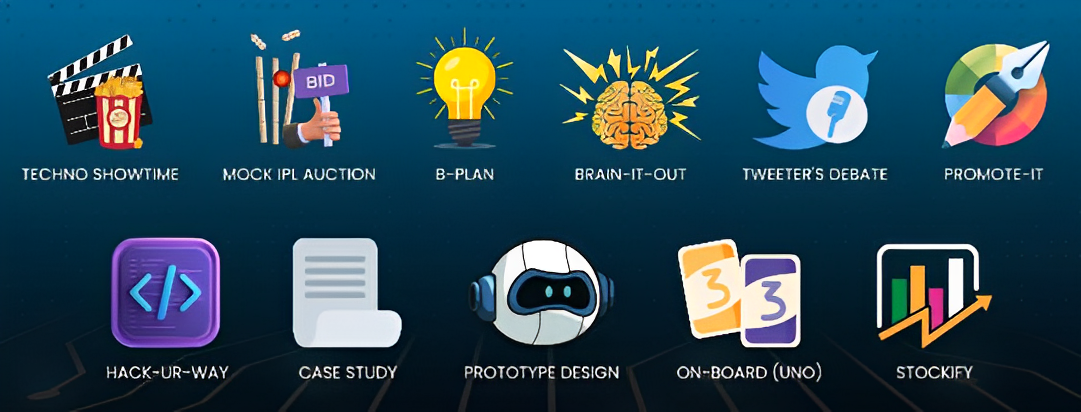 BID
TECHNO SHOWTIME
MOCK IPL AUCTION
B-PLAN
BRAIN-IT-OUT
TWEETER'S DEBATE
PROMOTE-IT
</>
3
3
HACK-UR-WAY
CASE STUDY
PROTOTYPE DESIGN
ON-BOARD (UNO)
STOCKIFY